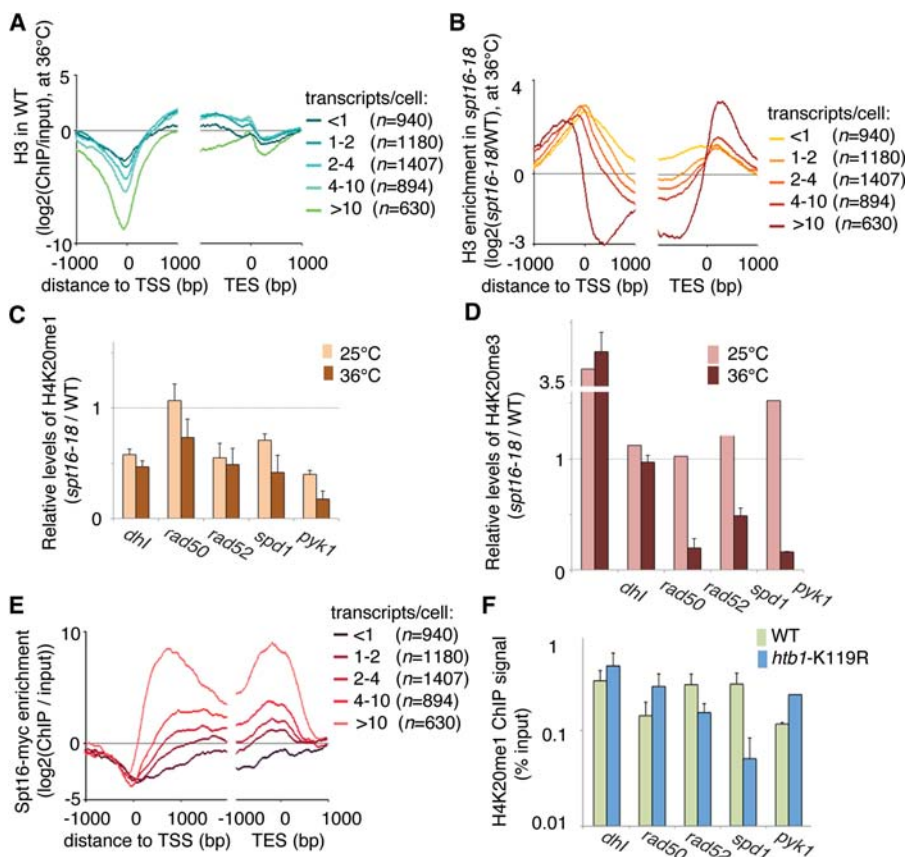 A
H3 in WT
(log2(ChIP/input), at 36°C)
5
0
-10
-1000 0 1000
distance to TSS (bp)
0 1000
TES (bp)
transcripts/cell:
<1 (n=940)
1-2 (n=1180)
2-4 (n=1407)
4-10 (n=894)
>10 (n=630)
B
H3 enrichment in spt16-18
(log2(spt16-18/WT), at 36°C)
4
0
-3
-1000 0 1000
distance to TSS (bp)
0 1000
TES (bp)
transcripts/cell:
<1 (n=940)
1-2 (n=1180)
2-4 (n=1407)
4-10 (n=894)
>10 (n=630)
C
Relative levels of H4K20me1
(spt16-18 / WT)
1
0
25°C
36°C
dhI
rad50
rad52
spd1
pyk1
D
Relative levels of H4K20me3
(spt16-18 / WT)
3.5
1
0
25°C
36°C
dhI
rad50
rad52
spd1
pyk1
E
Spt16-myc enrichment
(log2(ChIP / input))
10
0
-5
-1000 0 1000
distance to TSS (bp)
-1000 0 1000
TES (bp)
transcripts/cell:
<1 (n=940)
1-2 (n=1180)
2-4 (n=1407)
4-10 (n=894)
>10 (n=630)
F
H4K20me1 ChIP signal
(% input)
1
0.1
0.01
WT
htb1-K119R
dhI
rad50
rad52
spd1
pyk1